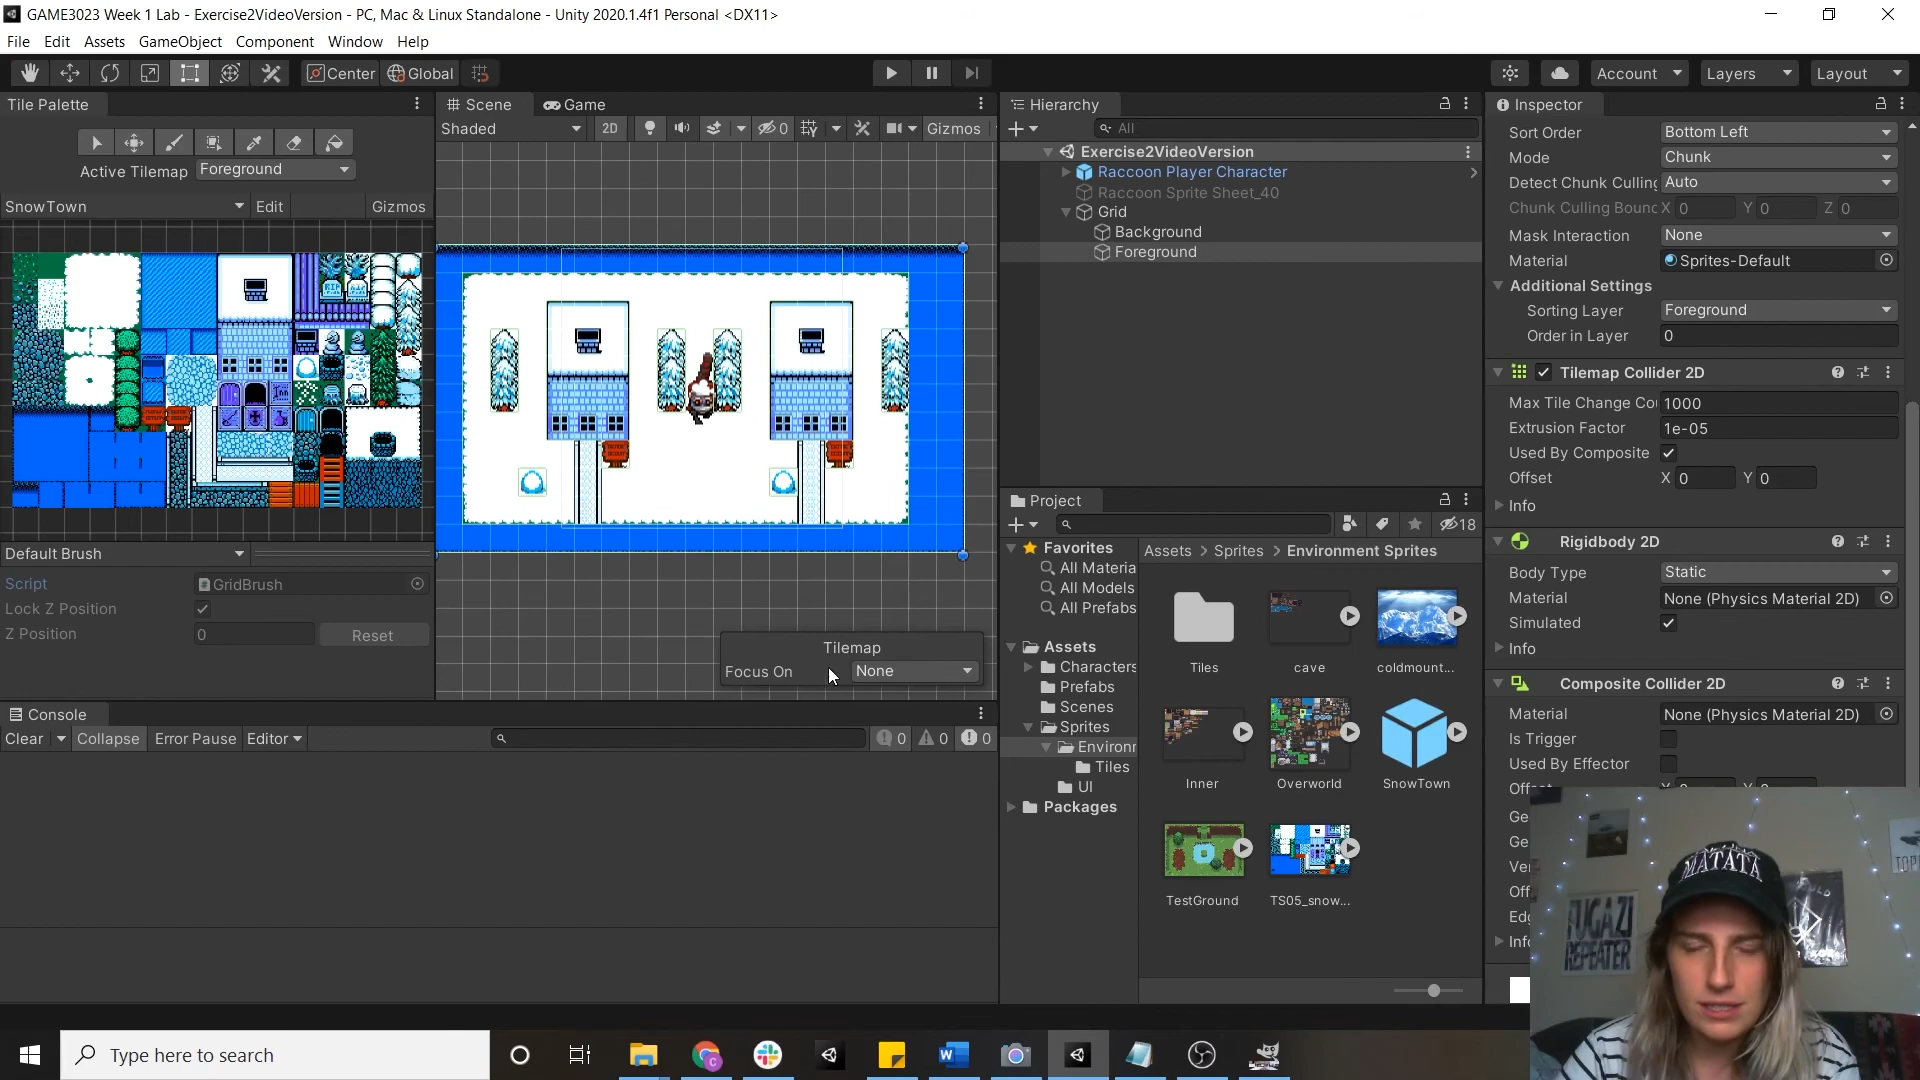 GAME3023 Week 1 Lab - Exercise2VideoVersion - PC, Mac & Linux Standalone - Unity 2020.1.4f1 Personal <DX11>
File Edit Assets GameObject Component Window Help
Center Global
Account Layers Layout
Tile Palette
Active Tilemap Foreground
SnowTown Edit Gizmos
Default Brush
Script GridBrush
Lock Z Position
Z Position 0 Reset
Scene Game
Shaded 2D 0 Gizmos
Tilemap
Focus On None
Console
Clear Collapse Error Pause Editor 0 0 0
Hierarchy
All
Exercise2VideoVersion
Raccoon Player Character
Raccoon Sprite Sheet_40
Grid
Background
Foreground
Project
18
Favorites
All Materia
All Models
All Prefabs
Assets
Characters
Prefabs
Scenes
Sprites
Environr
Tiles
UI
Packages
Assets > Sprites > Environment Sprites
Tiles cave coldmount...
Inner Overworld SnowTown
TestGround TS05_snow...
Inspector
Sort Order Bottom Left
Mode Chunk
Detect Chunk Culling Auto
Chunk Culling Bounc X 0 Y 0 Z 0
Mask Interaction None
Material Sprites-Default
Additional Settings
Sorting Layer Foreground
Order in Layer 0
Tilemap Collider 2D
Max Tile Change Co 1000
Extrusion Factor 1e-05
Used By Composite
Offset X 0 Y 0
Info
Rigidbody 2D
Body Type Static
Material None (Physics Material 2D)
Simulated
Info
Composite Collider 2D
Material None (Physics Material 2D)
Is Trigger
Used By Effector
MATATA
FUGAZI
REPEATER
Type here to search